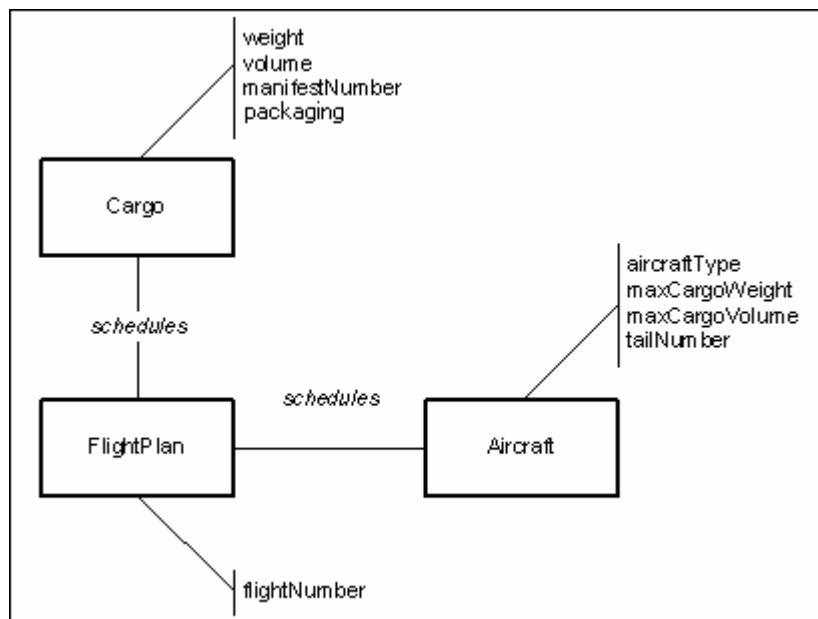 weight
volume
manifestNumber
packaging
Cargo
schedules
aircraftType
maxCargoWeight
maxCargoVolume
tailNumber
schedules
FlightPlan
Aircraft
flightNumber